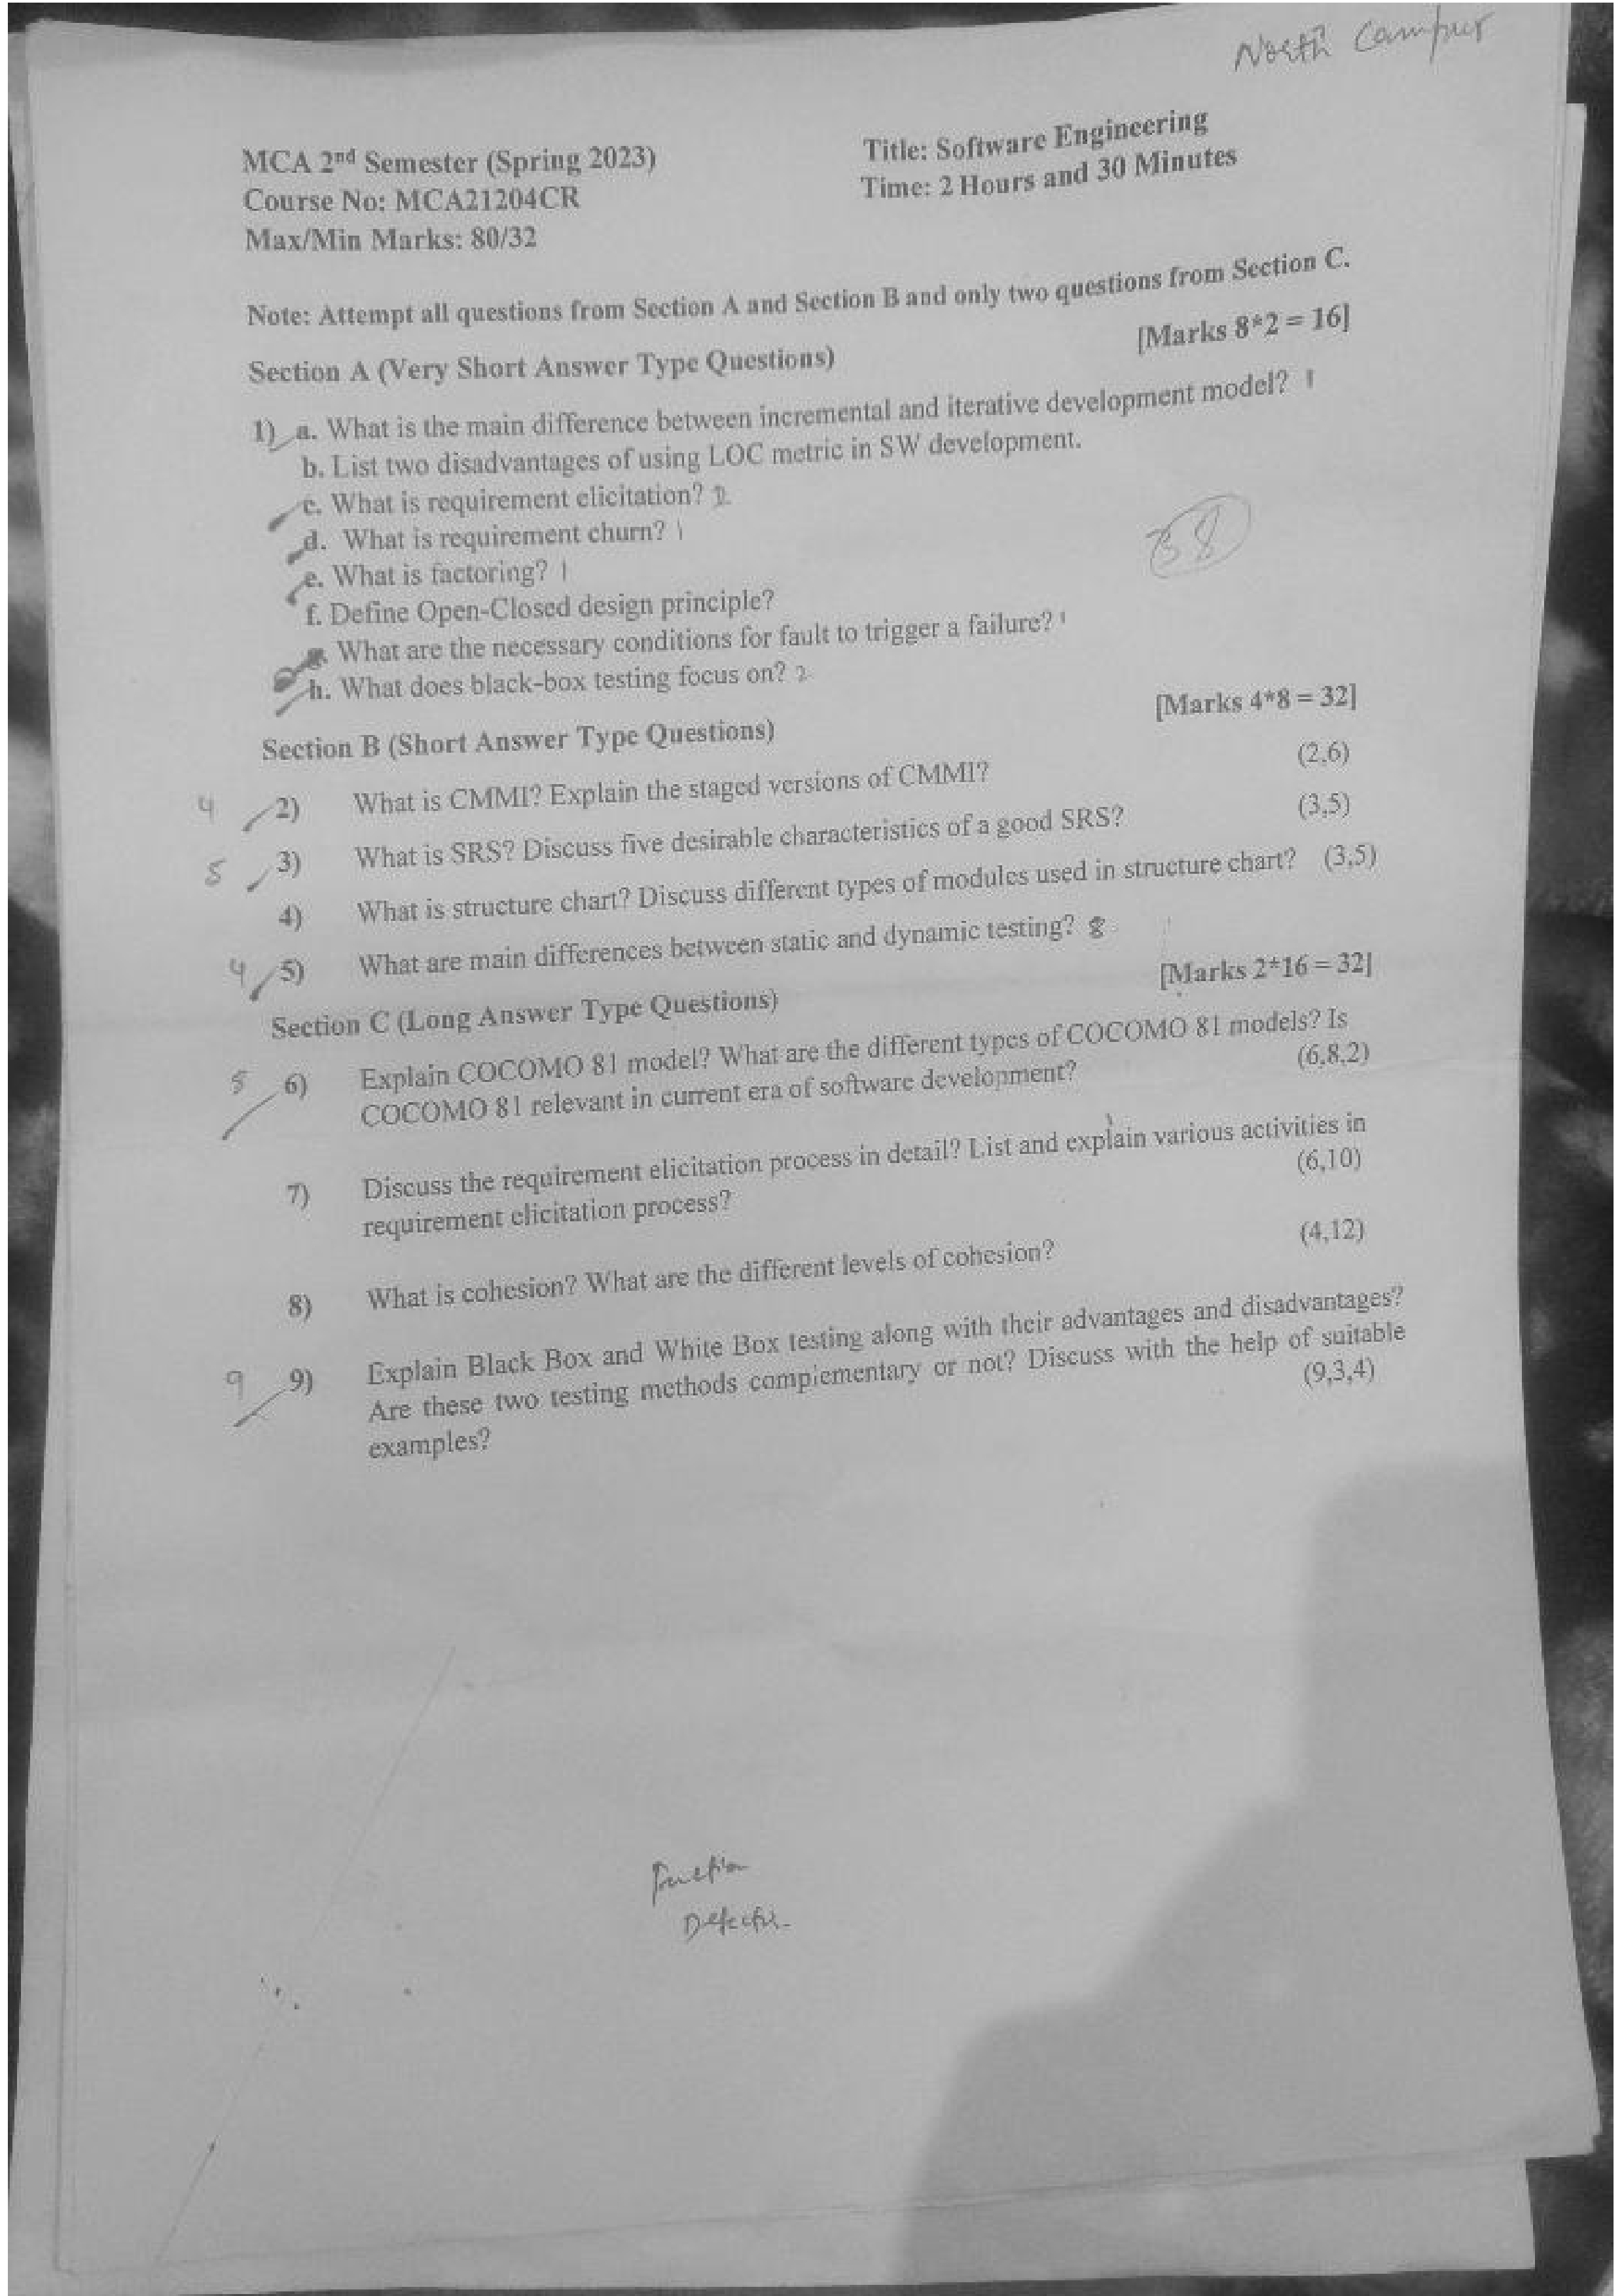 North Campus
MCA 2nd Semester (Spring 2023)
Title: Software Engineering
Course No: MCA21204CR
Time: 2 Hours and 30 Minutes
Max/Min Marks: 80/32
Note: Attempt all questions from Section A and Section B and only two questions from Section C.
Section A (Very Short Answer Type Questions)
[Marks 8*2 = 16]
1) a. What is the main difference between incremental and iterative development model? 1
b. List two disadvantages of using LOC metric in SW development.
c. What is requirement elicitation?
d. What is requirement churn? 1
e. What is factoring? 1
38
f. Define Open-Closed design principle?
What are the necessary conditions for fault to trigger a failure? 1
h. What does black-box testing focus on? 2
Section B (Short Answer Type Questions)
[Marks 4*8 = 32]
4 2) What is CMMI? Explain the staged versions of CMMI? (2,6)
3) What is SRS? Discuss five desirable characteristics of a good SRS? (3,5)
4) What is structure chart? Discuss different types of modules used in structure chart? (3,5)
4 5) What are main differences between static and dynamic testing? 8
Section C (Long Answer Type Questions)
[Marks 2*16 = 32]
5 6) Explain COCOMO 81 model? What are the different types of COCOMO 81 models? Is
COCOMO 81 relevant in current era of software development? (6,8,2)
7) Discuss the requirement elicitation process in detail? List and explain various activities in
requirement elicitation process? (6,10)
8) What is cohesion? What are the different levels of cohesion? (4,12)
9 9) Explain Black Box and White Box testing along with their advantages and disadvantages?
Are these two testing methods complementary or not? Discuss with the help of suitable
examples? (9,3,4)